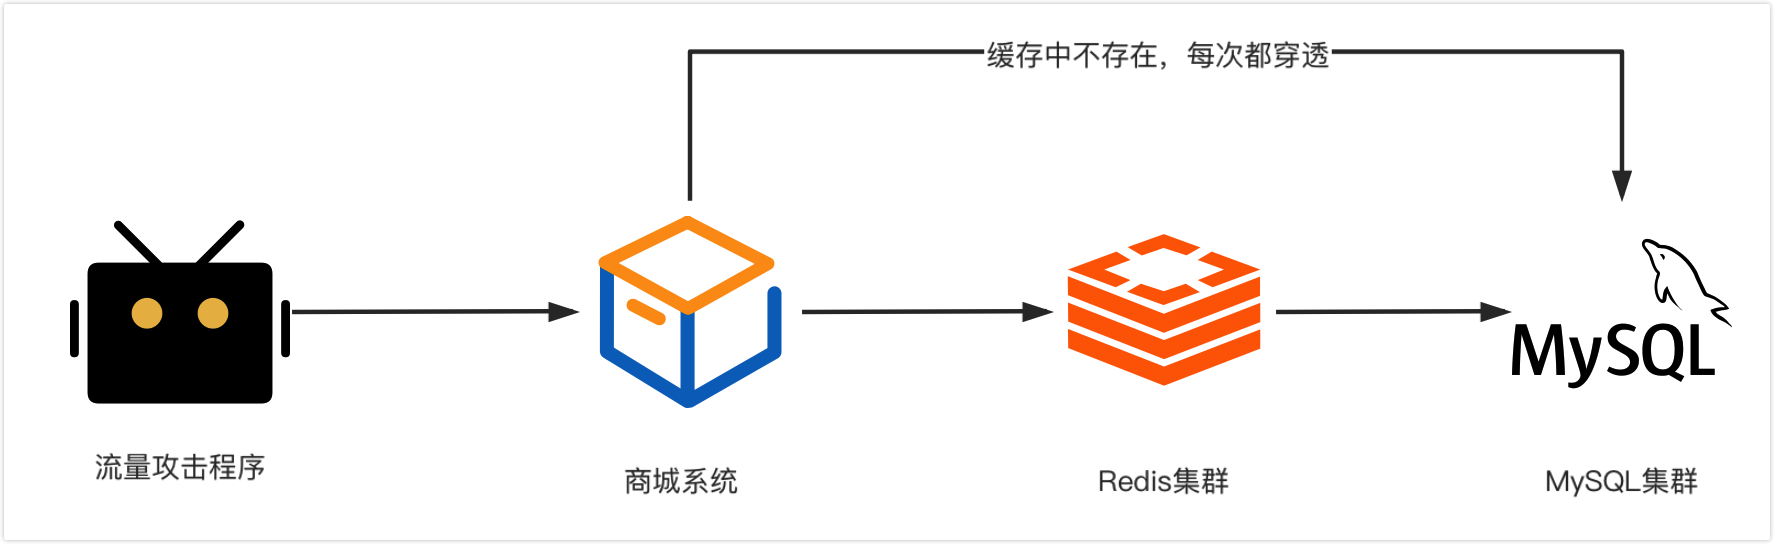 缓存中不存在，每次都穿透
MySQL
流量攻击程序
商城系统
Redis集群
MySQL集群